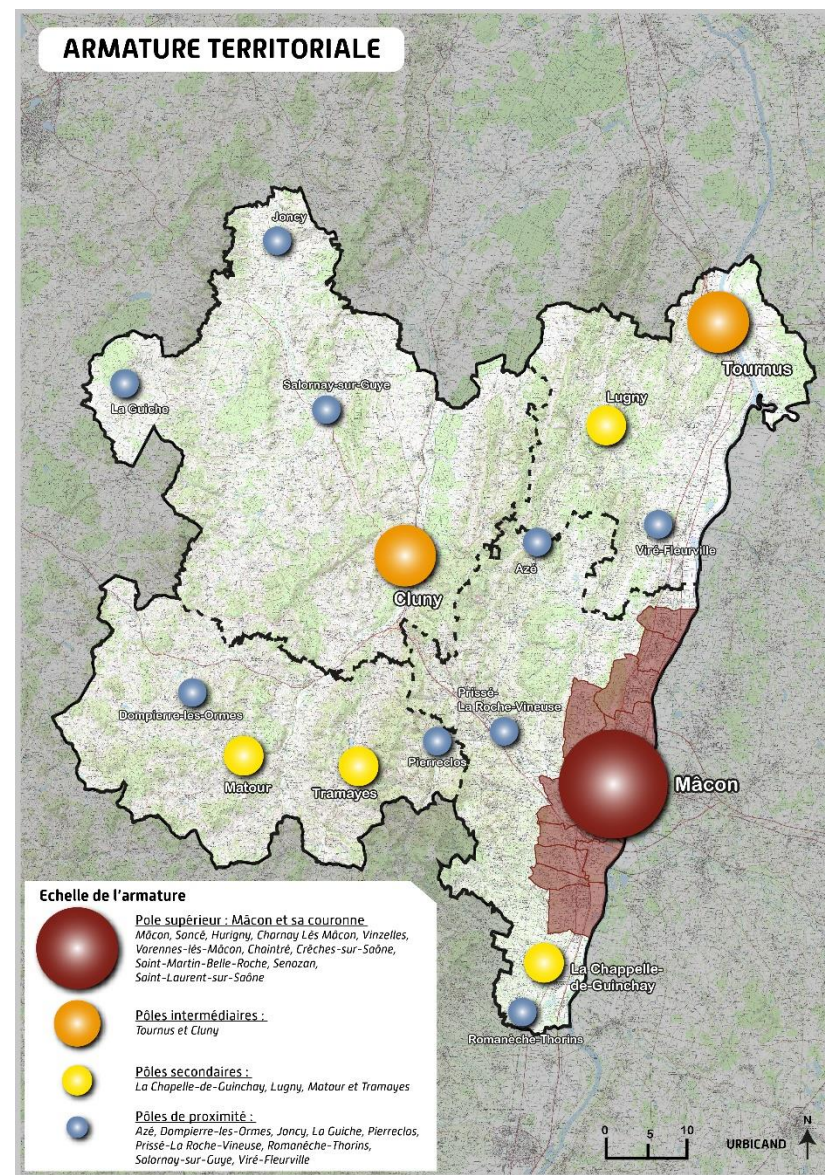 ARMATURE TERRITORIALE
Joncy
Tournus
La Guiche
Salornay-sur-Guye
Lugny
Viré-Fleurville
Azé
Cluny
Dompierre-les-Ormes
Prissé-
La Roche-Vineuse
Pierreclos
Matour
Tramayes
Mâcon
La Chappelle-
de-Guinchay
Romanèche-Thorins
Echelle de l'armature
Pole supérieur : Mâcon et sa couronne
Mâcon, Sancé, Hurigny, Charnay Lès Mâcon, Vinzelles,
Varennes-lès-Mâcon, Chaintré, Crêches-sur-Saône,
Saint-Martin-Belle-Roche, Senozan,
Saint-Laurent-sur-Saône
Pôles intermédiaires :
Tournus et Cluny
Pôles secondaires :
La Chapelle-de-Guinchay, Lugny, Matour et Tramayes
Pôles de proximité :
Azé, Dompierre-les-Ormes, Joncy, La Guiche, Pierreclos,
Prissé-La Roche-Vineuse, Romanèche-Thorins,
Salornay-sur-Guye, Viré-Fleurville
0 5 10
URBICAND
N